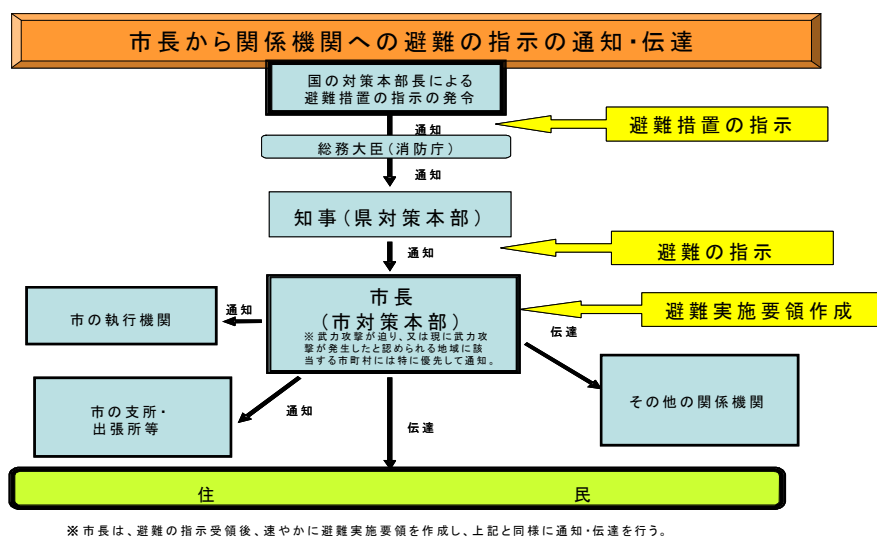 市長から関係機関への避難の指示の通知・伝達
国の対策本部長による
避難措置の指示の発令
通知
避難措置の指示
総務大臣(消防庁)
通知
知事(県対策本部)
通知
避難の指示
市長
(市対策本部)
※武力攻撃が迫り、又は現に武力攻
撃が発生したと認められる地域に該
当する市町村には特に優先して通知。
避難実施要領作成
通知
市の執行機関
伝達
市の支所・
出張所等
通知
伝達
その他の関係機関
住民
※市長は、避難の指示受領後、速やかに避難実施要領を作成し、上記と同様に通知・伝達を行う。